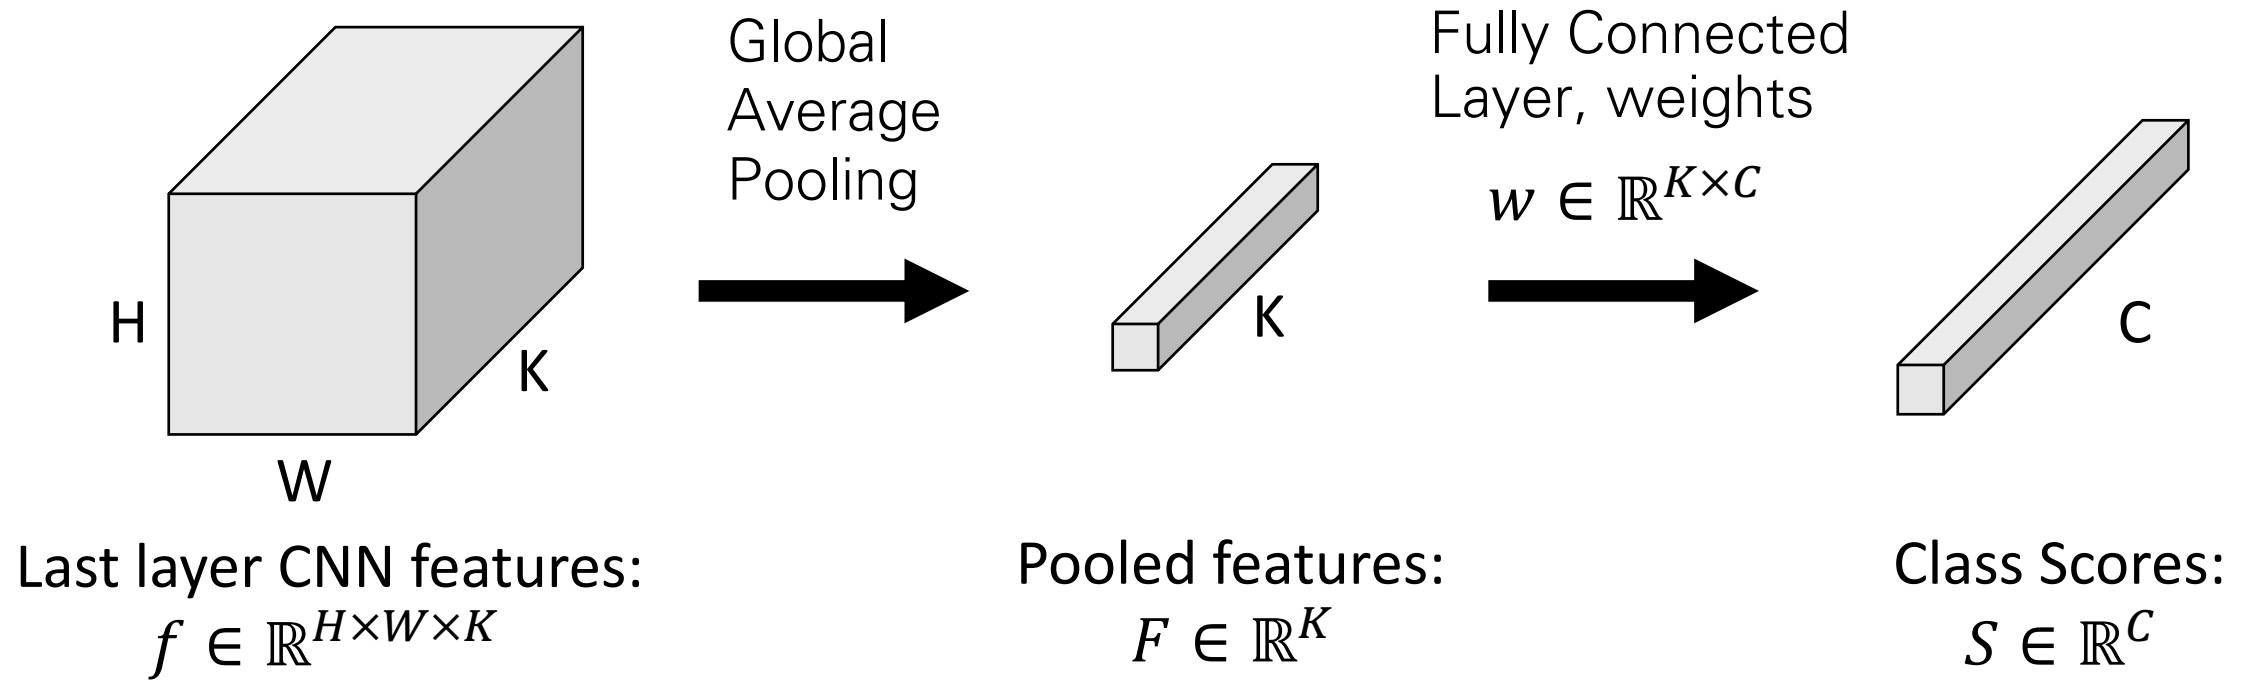 Global
Average
Pooling
Fully Connected
Layer, weights
w ∈ ℝ^{K×C}
H
K
W
K
C
Last layer CNN features:
f ∈ ℝ^{H×W×K}
Pooled features:
F ∈ ℝ^K
Class Scores:
S ∈ ℝ^C